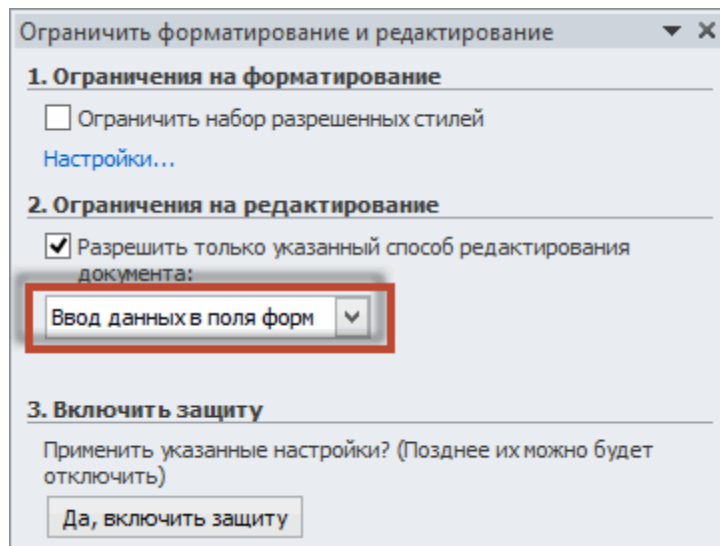 Ограничить форматирование и редактирование
1. Ограничения на форматирование
Ограничить набор разрешенных стилей
Настройки...
2. Ограничения на редактирование
Разрешить только указанный способ редактирования
документа:
Ввод данных в поля форм
3. Включить защиту
Применить указанные настройки? (Позднее их можно будет
отключить)
Да, включить защиту